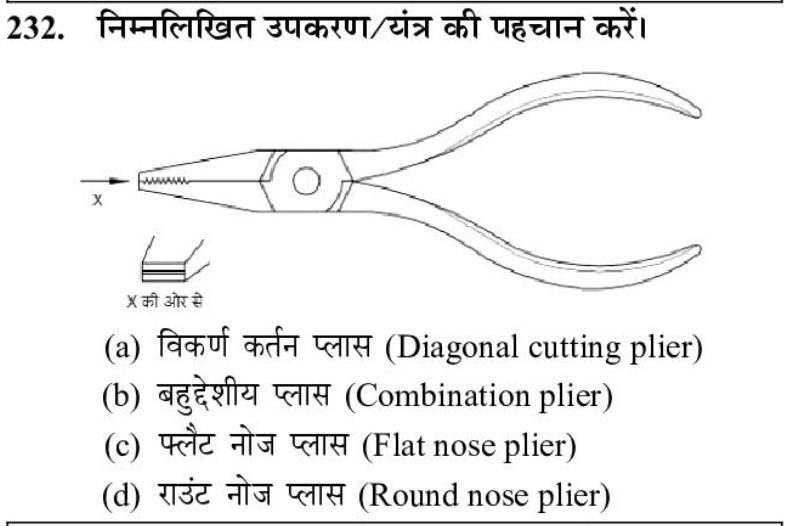 232. निम्नलिखित उपकरण/यंत्र की पहचान करें।
X
X की ओर से
(a) विकर्ण कर्तन प्लास (Diagonal cutting plier)
(b) बहुद्देशीय प्लास (Combination plier)
(c) फ्लैट नोज प्लास (Flat nose plier)
(d) राउंट नोज प्लास (Round nose plier)